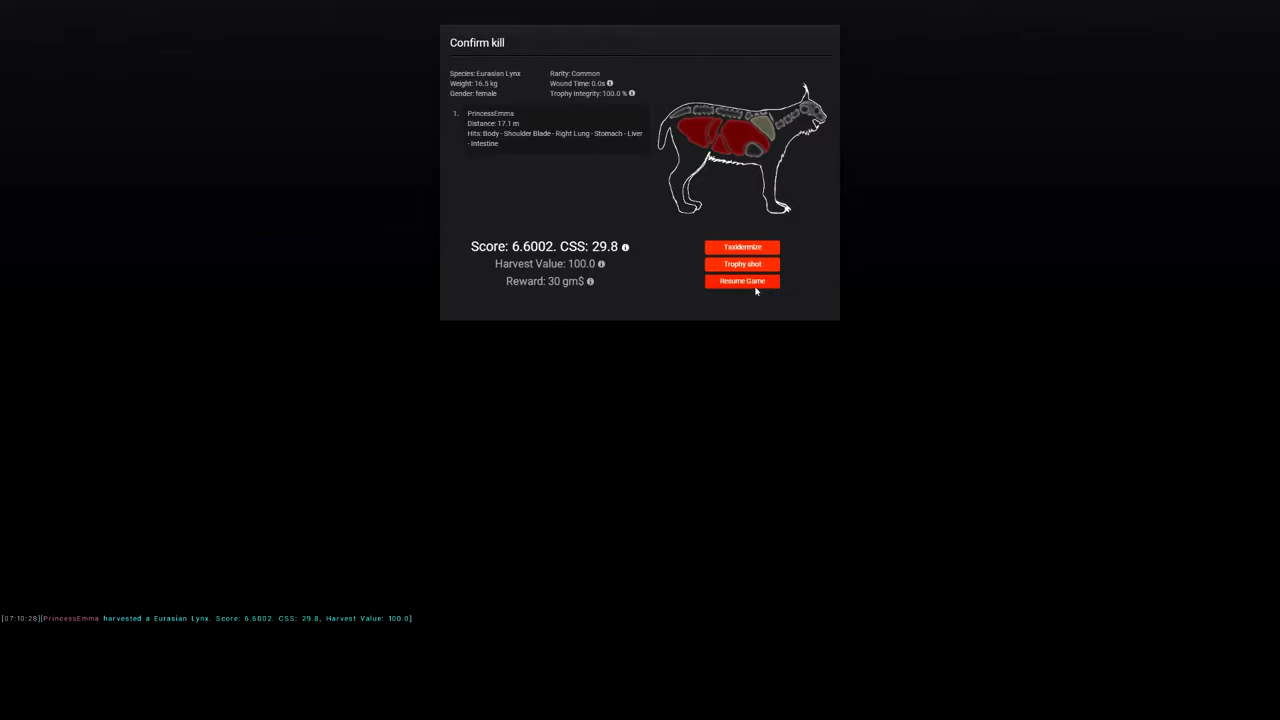 Confirm kill
Species: Eurasian Lynx
Rarity: Common
Weight: 16.5 kg
Wound Time: 0.0s
Gender: female
Trophy Integrity: 100.0 %
1. PrincessEmma
Distance: 17.1 m
Hits: Body - Shoulder Blade - Right Lung - Stomach - Liver
- Intestine
Score: 6.6002. CSS: 29.8
Harvest Value: 100.0
Reward: 30 gm$
Taxidermize
Trophy shot
Resume Game
[07:10:28][PrincessEmma harvested a Eurasian Lynx. Score: 6.6002. CSS: 29.8, Harvest Value: 100.0]